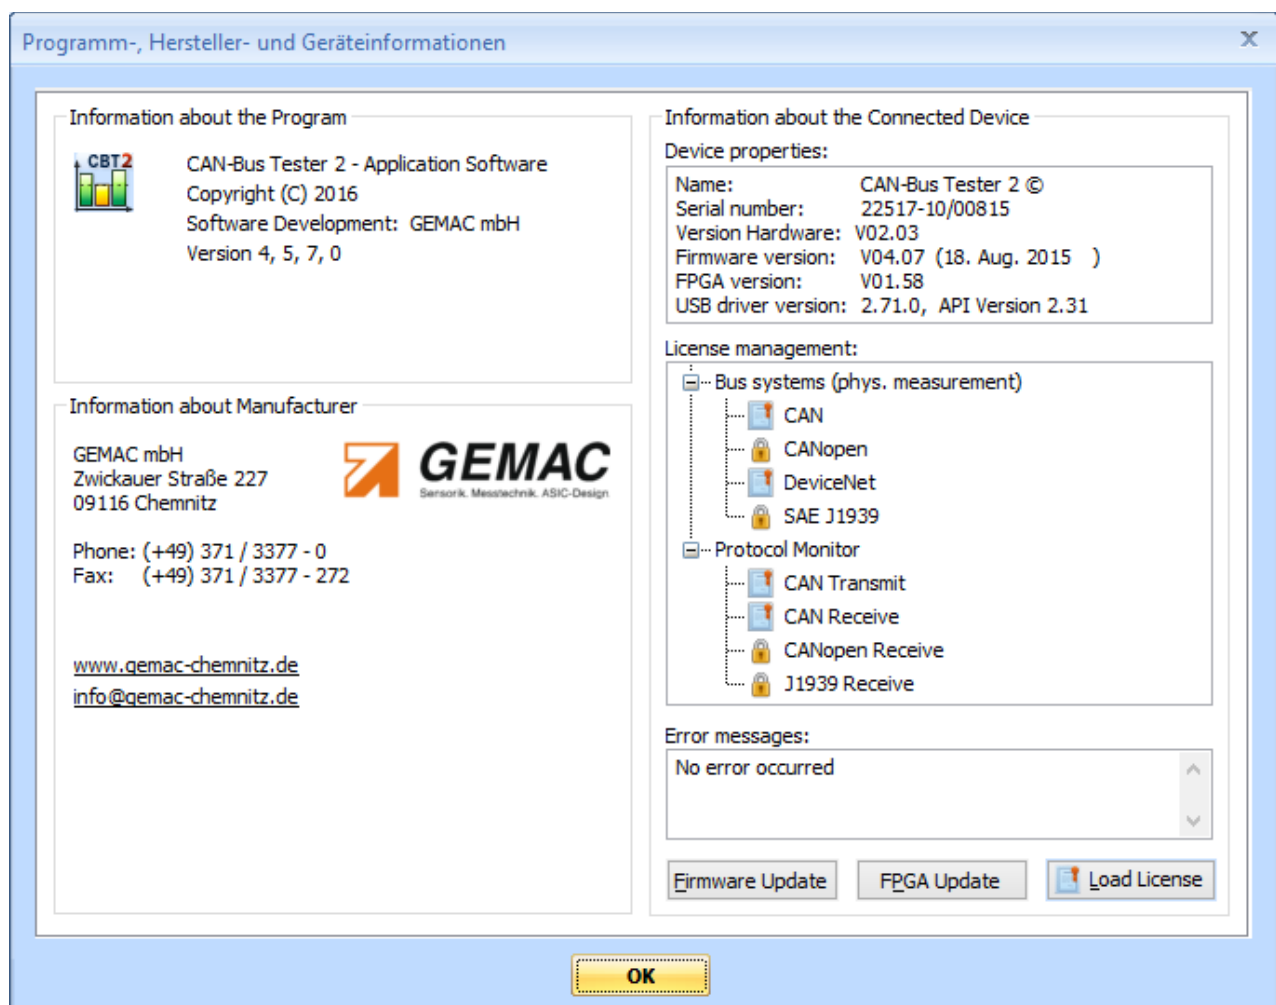 Programm-, Hersteller- und Geräteinformationen
x
Information about the Program
CBT2
CAN-Bus Tester 2 - Application Software
Copyright (C) 2016
Software Development: GEMAC mbH
Version 4, 5, 7, 0
Information about Manufacturer
GEMAC mbH
Zwickauer Straße 227
09116 Chemnitz
GEMAC
Sensorik. Messtechnik. ASIC-Design
Phone: (+49) 371 / 3377 - 0
Fax: (+49) 371 / 3377 - 272
www.gemac-chemnitz.de
info@gemac-chemnitz.de
Information about the Connected Device
Device properties:
Name: CAN-Bus Tester 2 ©
Serial number: 22517-10/00815
Version Hardware: V02.03
Firmware version: V04.07 (18. Aug. 2015 )
FPGA version: V01.58
USB driver version: 2.71.0, API Version 2.31
License management:
Bus systems (phys. measurement)
CAN
CANopen
DeviceNet
SAE J1939
Protocol Monitor
CAN Transmit
CAN Receive
CANopen Receive
J1939 Receive
Error messages:
No error occurred
Firmware Update
FPGA Update
Load License
OK